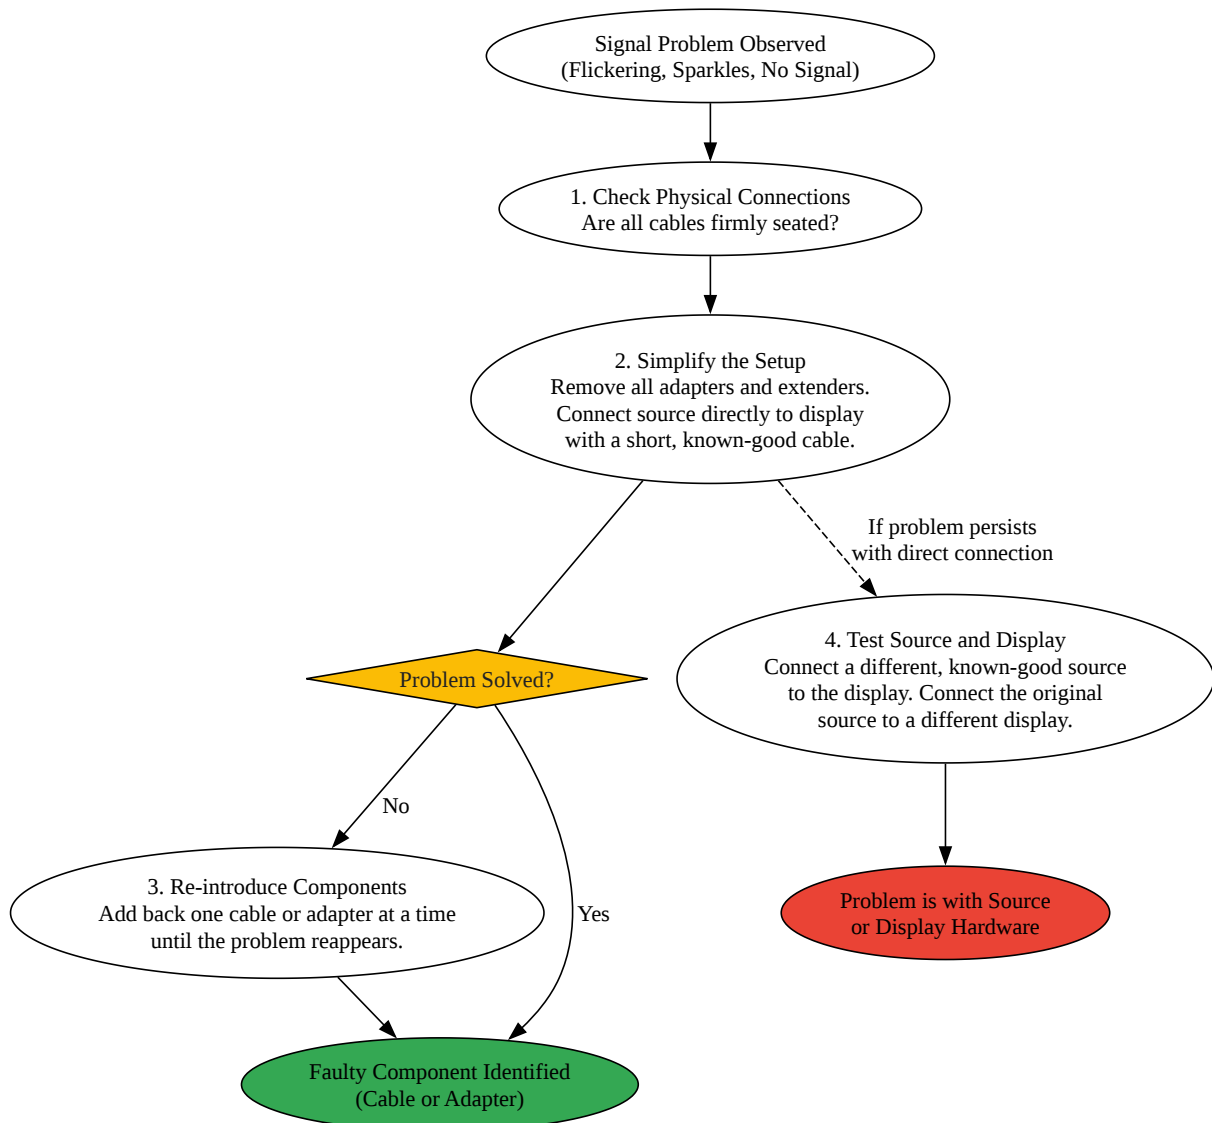 Signal Problem Observed
(Flickering, Sparkles, No Signal)
1. Check Physical Connections
Are all cables firmly seated?
2. Simplify the Setup
Remove all adapters and extenders.
Connect source directly to display
with a short, known-good cable.
If problem persists
with direct connection
Problem Solved?
4. Test Source and Display
Connect a different, known-good source
to the display. Connect the original
source to a different display.
No
Yes
3. Re-introduce Components
Add back one cable or adapter at a time
until the problem reappears.
Problem is with Source
or Display Hardware
Faulty Component Identified
(Cable or Adapter)